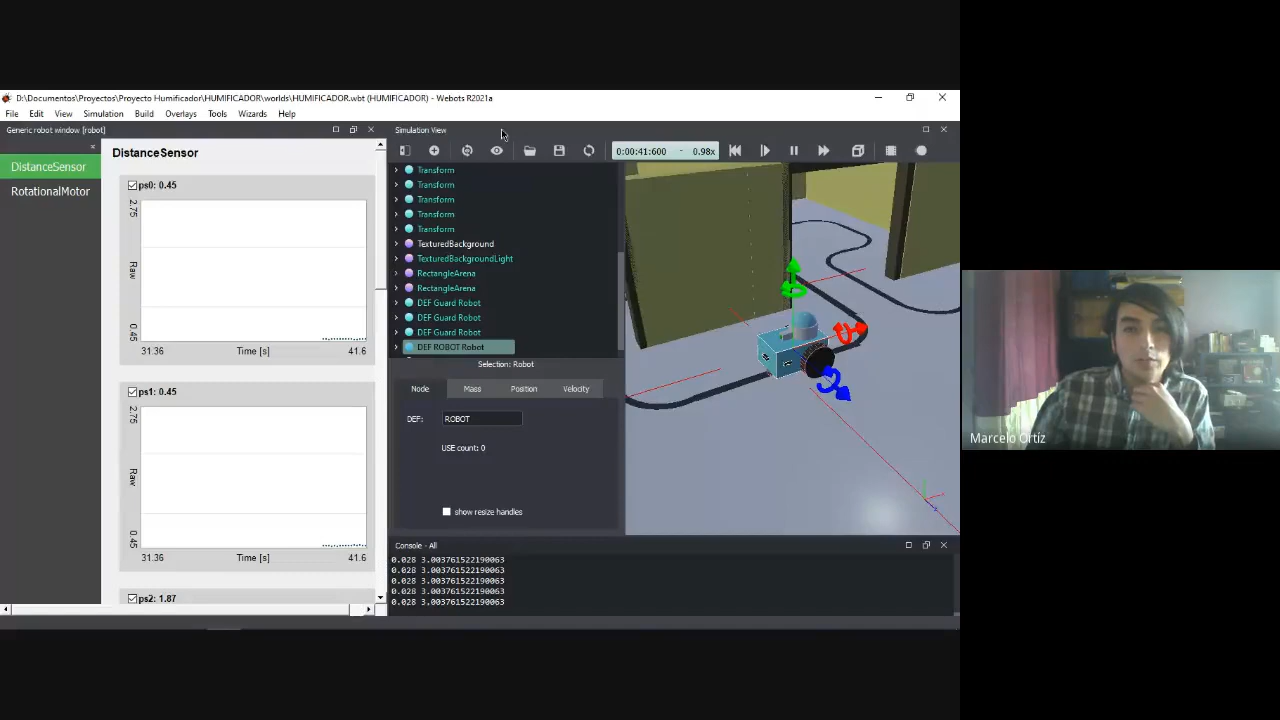 D:\Documentos\Proyectos\Proyecto Humificador\HUMIFICADOR\worlds\HUMIFICADOR.wbt (HUMIFICADOR) - Webots R2021a
File Edit View Simulation Build Overlays Tools Wizards Help
Generic robot window [robot]
DistanceSensor
RotationalMotor
DistanceSensor
ps0: 0.45
2.75
Raw
0.45
31.36 Time [s] 41.6
ps1: 0.45
2.75
Raw
0.45
31.36 Time [s] 41.6
ps2: 1.87
Simulation View
0:00:41:600 - 0.98x
Transform
Transform
Transform
Transform
Transform
TexturedBackground
TexturedBackgroundLight
RectangleArena
RectangleArena
DEF Guard Robot
DEF Guard Robot
DEF Guard Robot
DEF ROBOT Robot
Selection: Robot
Node Mass Position Velocity
DEF: ROBOT
USE count: 0
show resize handles
Console - All
0.028 3.003761522190063
0.028 3.003761522190063
0.028 3.003761522190063
0.028 3.003761522190063
0.028 3.003761522190063
Marcelo Ortíz